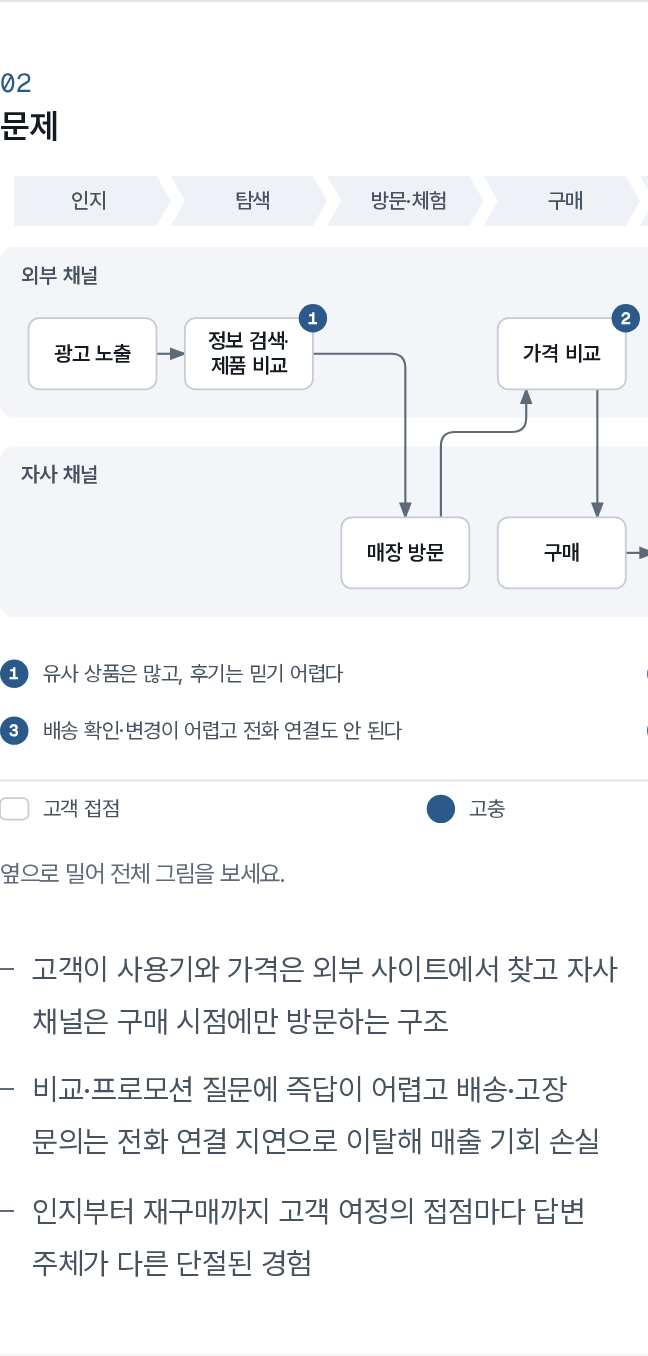 02
문제
인지
탐색
방문·체험
구매
외부 채널
광고 노출
정보 검색·
제품 비교
1
가격 비교
2
자사 채널
매장 방문
구매
1 유사 상품은 많고, 후기는 믿기 어렵다
3 배송 확인·변경이 어렵고 전화 연결도 안 된다
고객 접점
고충
옆으로 밀어 전체 그림을 보세요.
– 고객이 사용기와 가격은 외부 사이트에서 찾고 자사
채널은 구매 시점에만 방문하는 구조
– 비교·프로모션 질문에 즉답이 어렵고 배송·고장
문의는 전화 연결 지연으로 이탈해 매출 기회 손실
– 인지부터 재구매까지 고객 여정의 접점마다 답변
주체가 다른 단절된 경험